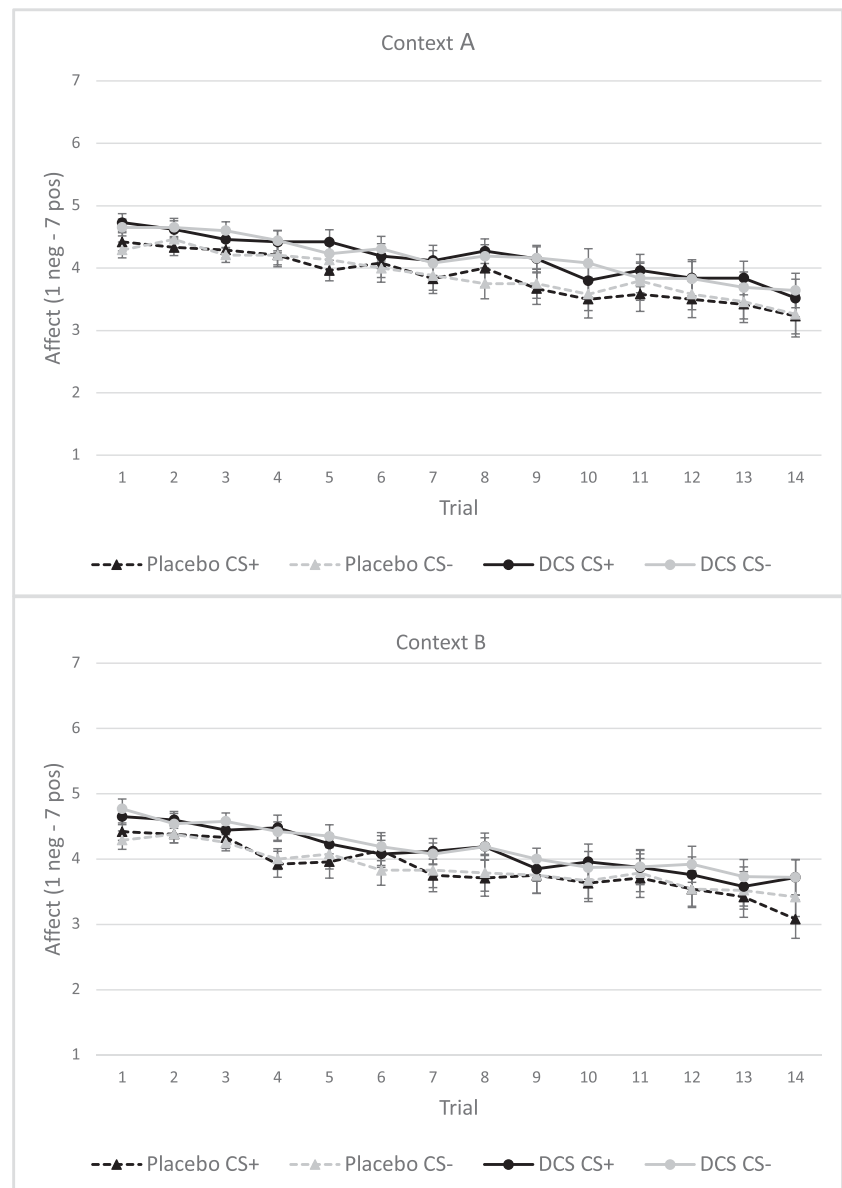 Context A
7
6
5
4
3
2
1
Affect (1 neg - 7 pos)
1 2 3 4 5 6 7 8 9 10 11 12 13 14
Trial
Placebo CS+ Placebo CS- DCS CS+ DCS CS-
Context B
7
6
5
4
3
2
1
Affect (1 neg - 7 pos)
1 2 3 4 5 6 7 8 9 10 11 12 13 14
Trial
Placebo CS+ Placebo CS- DCS CS+ DCS CS-